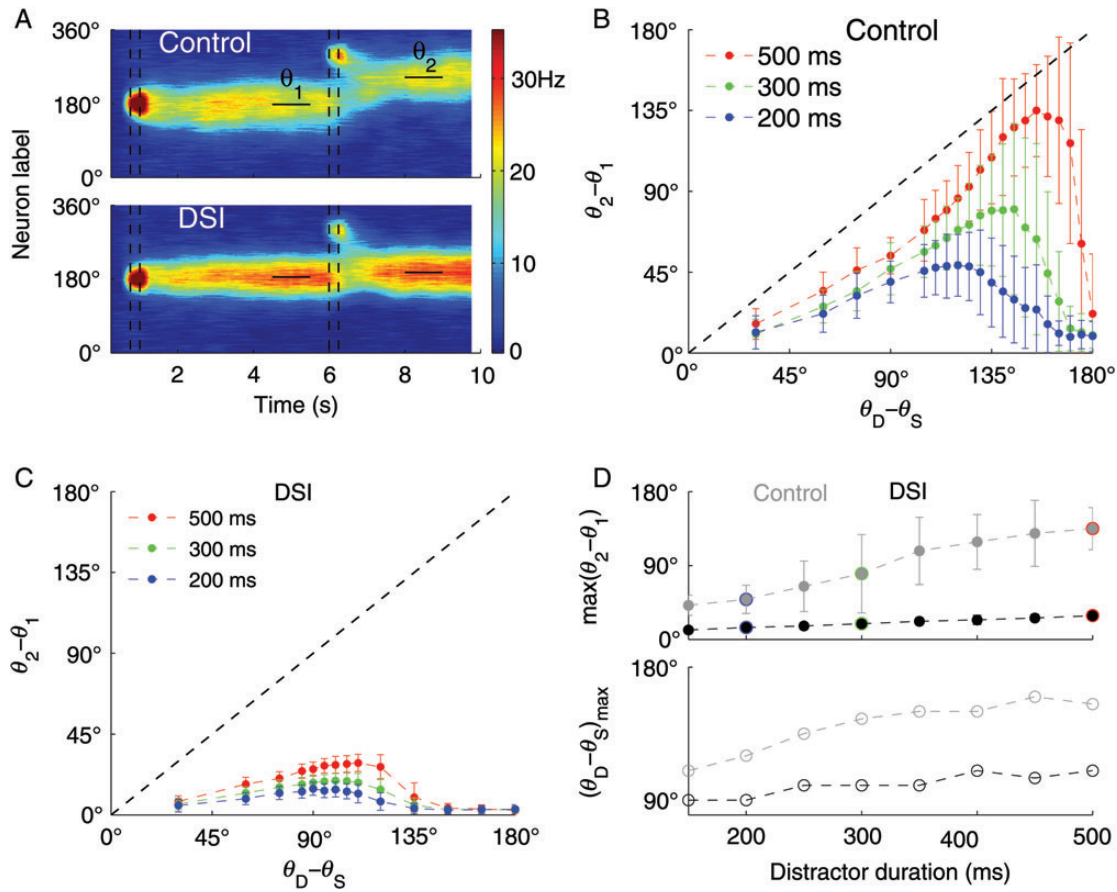 A
360°
Control
180°
θ1
θ2
0°
360°
DSI
180°
0°
Neuron label
2
4
6
8
10
Time (s)
30Hz
20
10
0
B
Control
180°
135°
90°
45°
0°
θ2−θ1
500 ms
300 ms
200 ms
0°
45°
90°
135°
180°
θD−θS
C
DSI
180°
135°
90°
45°
0°
θ2−θ1
500 ms
300 ms
200 ms
0°
45°
90°
135°
180°
θD−θS
D
Control
DSI
180°
90°
0°
max(θ2−θ1)
180°
90°
(θD−θS)max
200
300
400
500
Distractor duration (ms)